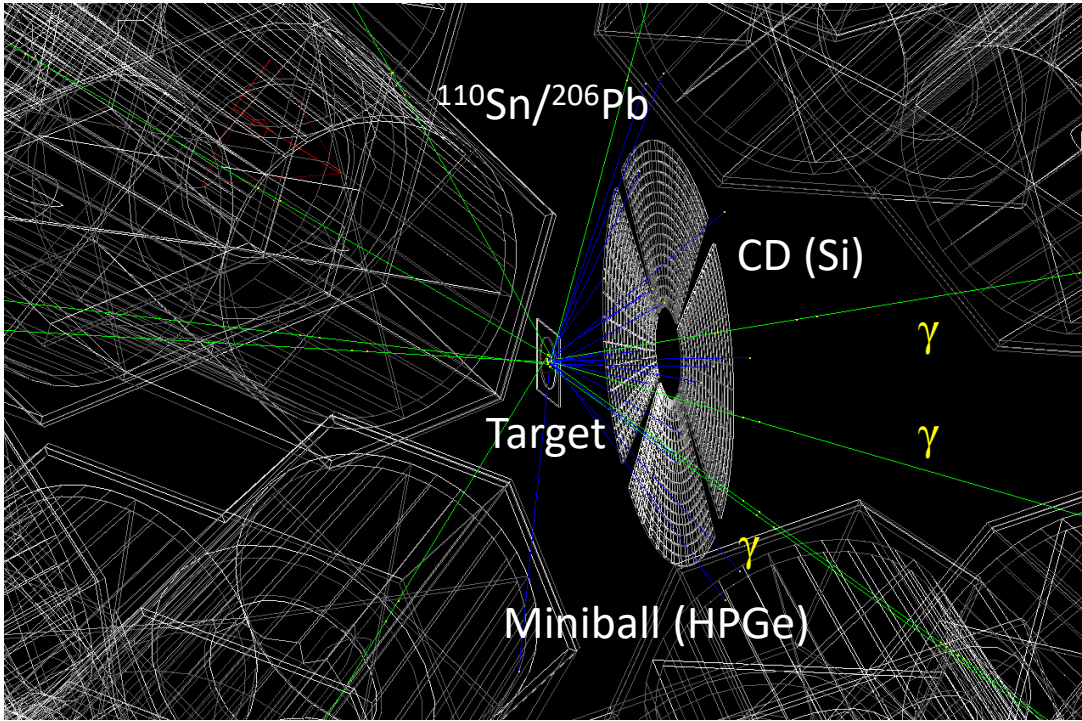 ¹¹⁰Sn/²⁰⁶Pb
CD (Si)
γ
Target
γ
γ
Miniball (HPGe)